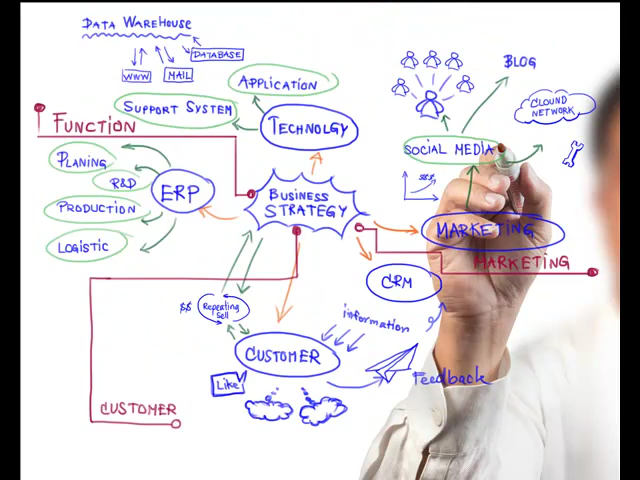 DATA WAREHOUSE
DATABASE
WWW
MAIL
APPLICATION
SUPPORT SYSTEM
TECHNOLGY
FUNCTION
PLANING
R&D
PRODUCTION
LOGISTIC
ERP
BUSINESS
STRATEGY
BLOG
CLOUND
NETWORK
SOCIAL MEDIA
$$$
MARKETING
MARKETING
CRM
$$
Repeating
Sell
information
CUSTOMER
Like
Feedback
CUSTOMER